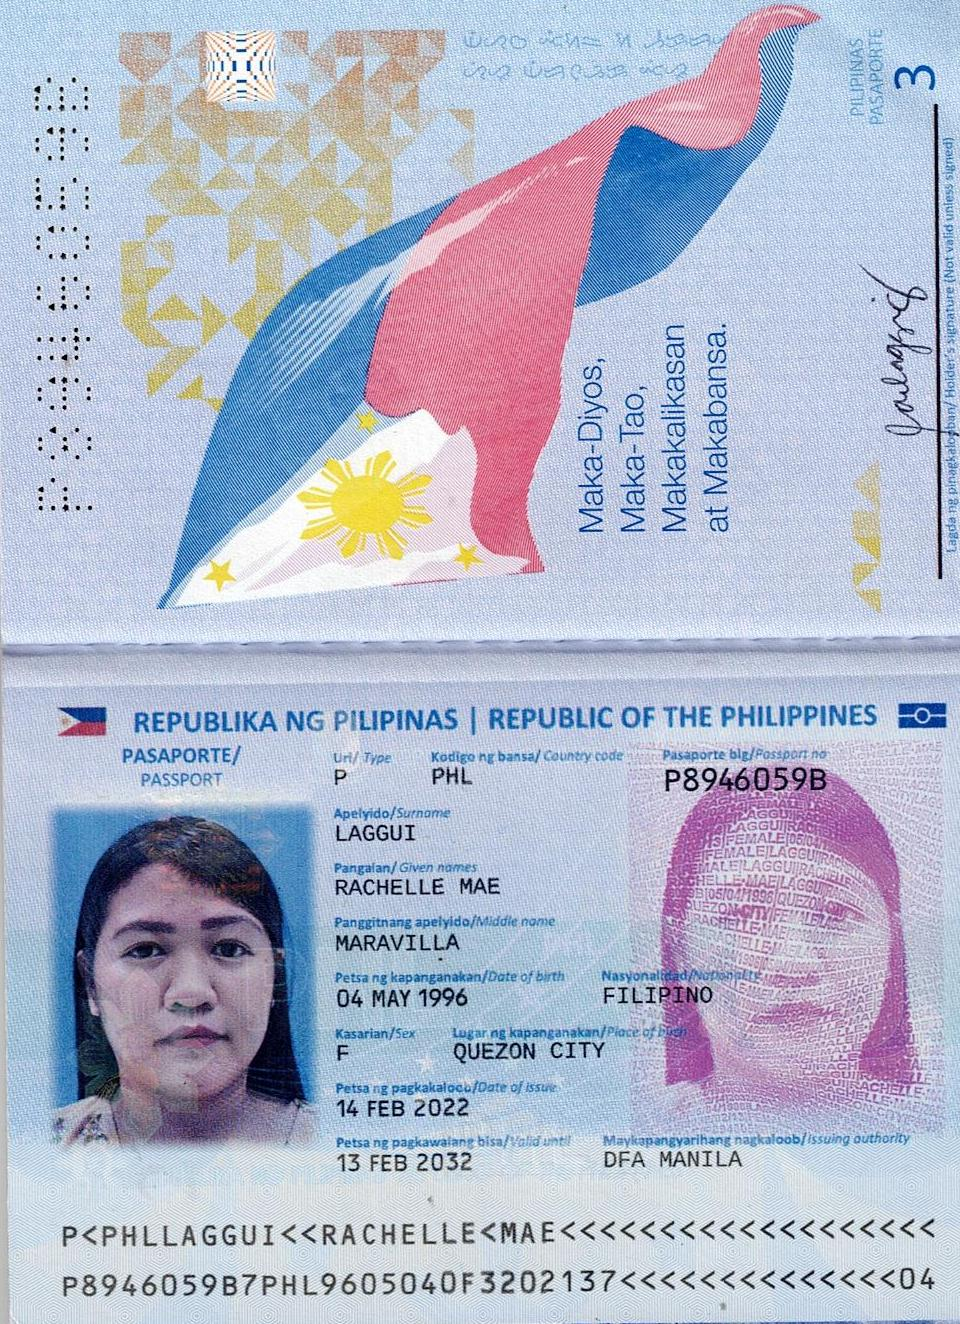 P8946059B
PILIPINAS
PASAPORTE
3
Maka-Diyos,
Maka-Tao,
Makakalikasan
at Makabansa.
Lagda ng pinagkalooban/ Holder's signature (Not valid unless signed)
REPUBLIKA NG PILIPINAS | REPUBLIC OF THE PHILIPPINES
PASAPORTE/
PASSPORT
Uri/ Type
Kodigo ng bansa/ Country code
Pasaporte blg/Passport no
P
PHL
P8946059B
Apelyido/Surname
LAGGUI
Pangalan/ Given names
RACHELLE MAE
Panggitnang apelyido/Middle name
MARAVILLA
Petsa ng kapanganakan/Date of birth
Nasyonalidad/Nationality
04 MAY 1996
FILIPINO
Kasarian/Sex
Lugar ng kapanganakan/Place of birth
F
QUEZON CITY
Petsa ng pagkakaloob/Date of issue
14 FEB 2022
Petsa ng pagkawalang bisa/Valid until
Maykapangyarihang nagkaloob/Issuing authority
13 FEB 2032
DFA MANILA
P<PHLLAGGUI<<RACHELLE<MAE<<<<<<<<<<<<<<<<<<<
P8946059B7PHL9605040F3202137<<<<<<<<<<<<<<04